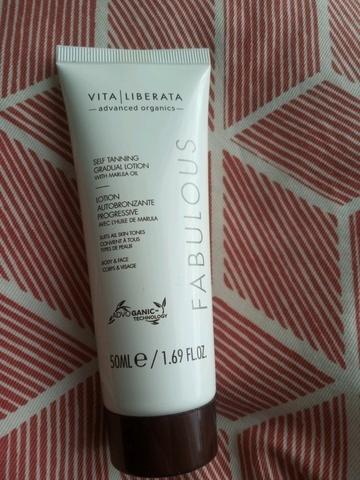 VITA|LIBERATA
advanced organics
SELF TANNING
GRADUAL LOTION
WITH MARULA OIL
LOTION
AUTOBRONZANTE
PROGRESSIVE
AVEC L'HUILE DE MARULA
SUITS ALL SKIN TONES
CONVIENT À TOUS
TYPES DE PEAUX
BODY & FACE
CORPS & VISAGE
FABULOUS
ADVOGANIC-
TECHNOLOGY
50ML e / 1.69 FL.OZ.